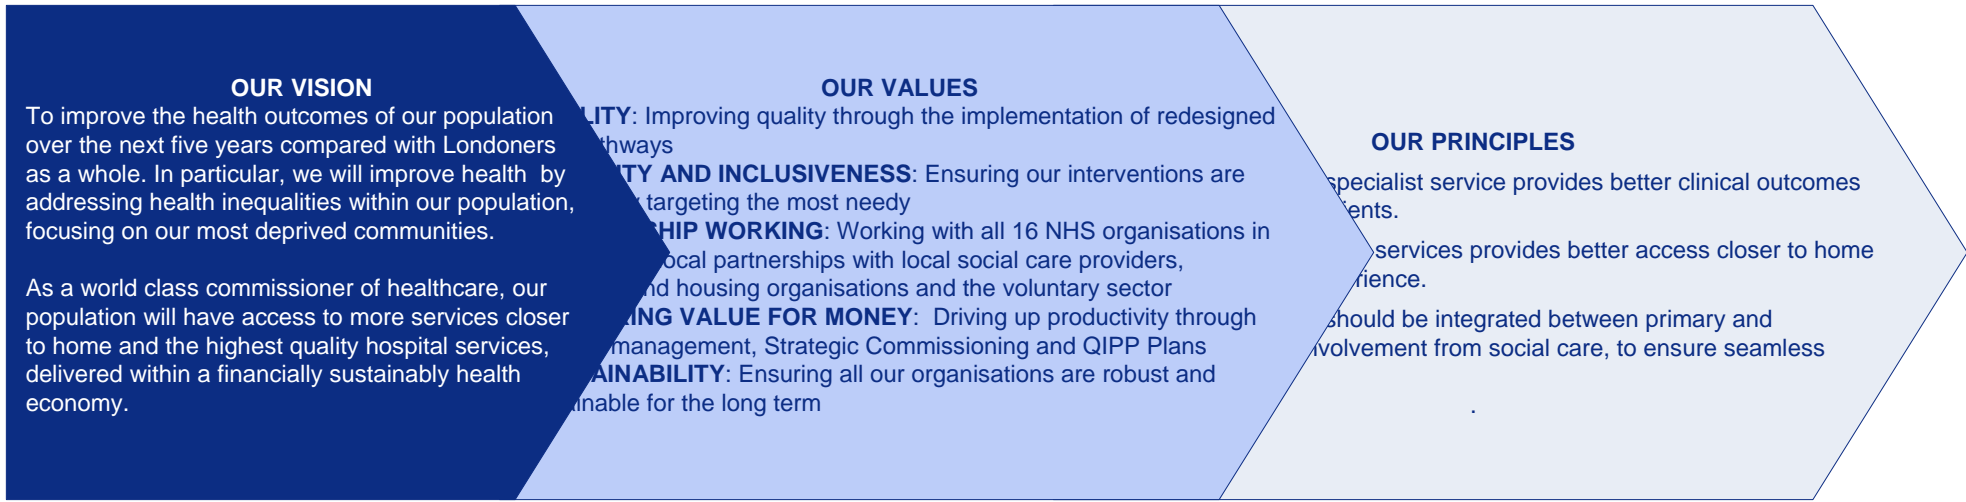 OUR VISION
To improve the health outcomes of our population
over the next five years compared with Londoners
as a whole. In particular, we will improve health by
addressing health inequalities within our population,
focusing on our most deprived communities.
As a world class commissioner of healthcare, our
population will have access to more services closer
to home and the highest quality hospital services,
delivered within a financially sustainably health
economy.
OUR VALUES
LITY: Improving quality through the implementation of redesigned
thways
ITY AND INCLUSIVENESS: Ensuring our interventions are
targeting the most needy
SHIP WORKING: Working with all 16 NHS organisations in
ocal partnerships with local social care providers,
nd housing organisations and the voluntary sector
ING VALUE FOR MONEY: Driving up productivity through
management, Strategic Commissioning and QIPP Plans
AINABILITY: Ensuring all our organisations are robust and
inable for the long term
OUR PRINCIPLES
specialist service provides better clinical outcomes
ients.
services provides better access closer to home
rience.
should be integrated between primary and
nvolvement from social care, to ensure seamless
.